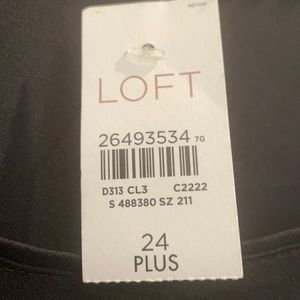 LOFT
26493534 7G
D313 CL3 C2222
S 488380 SZ 211
24
PLUS